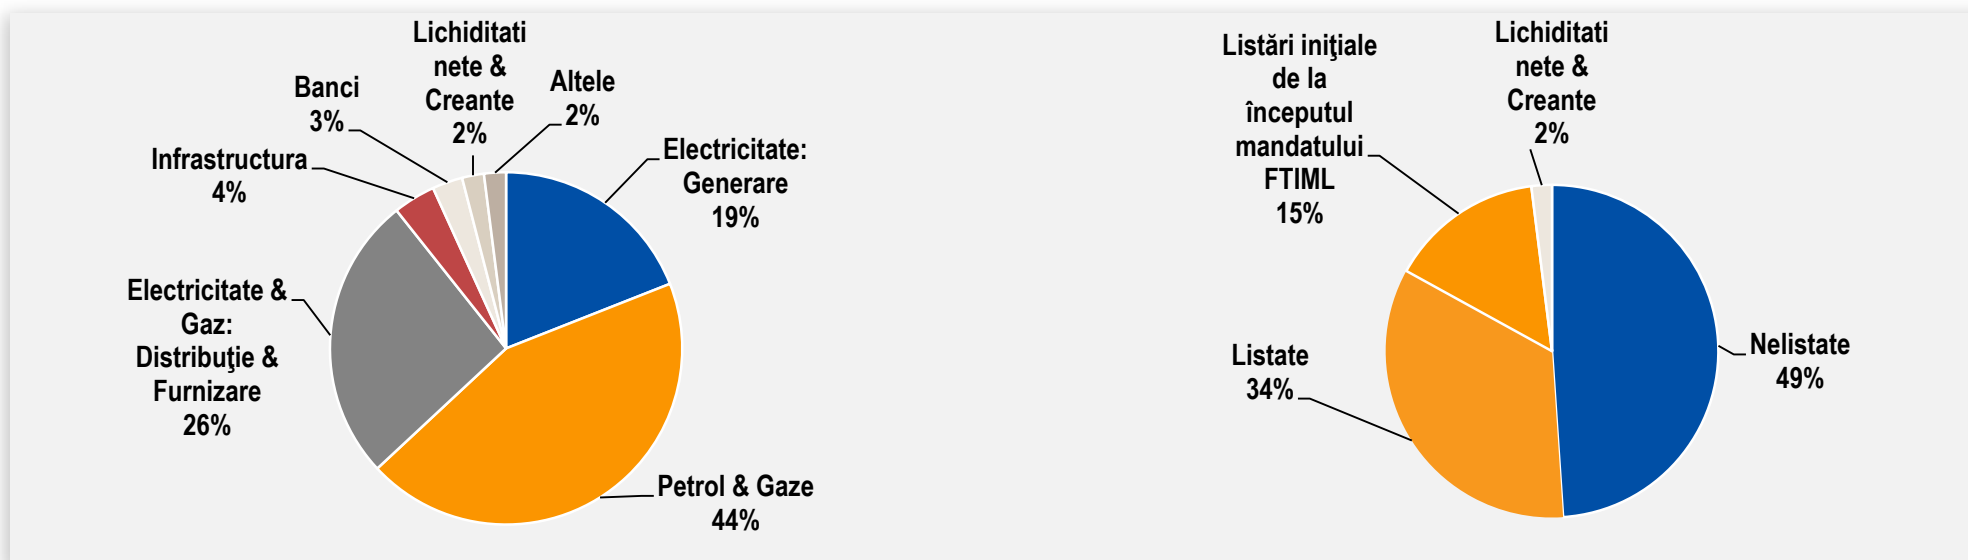 Lichiditati
nete &
Creante
2%
Altele
2%
Banci
3%
Infrastructura
4%
Electricitate:
Generare
19%
Electricitate &
Gaz:
Distribuţie &
Furnizare
26%
Petrol & Gaze
44%
Listări iniţiale
de la
începutul
mandatului
FTIML
15%
Lichiditati
nete &
Creante
2%
Listate
34%
Nelistate
49%